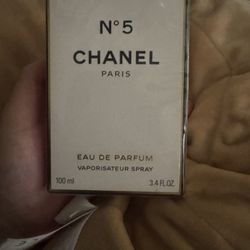 N°5
CHANEL
PARIS
EAU DE PARFUM
VAPORISATEUR SPRAY
100 ml 3.4 FL.OZ.